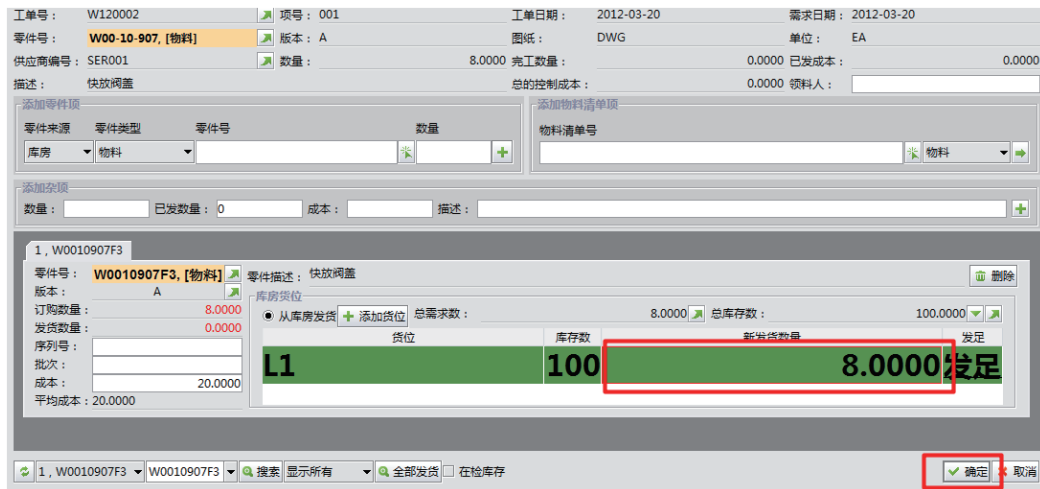 工单号： W120002 项号： 001 工单日期： 2012-03-20 需求日期： 2012-03-20
零件号： W00-10-907, [物料] 版本： A 图纸： DWG 单位： EA
供应商编号： SER001 数量： 8.0000 完工数量： 0.0000 已发成本： 0.0000
描述： 快放阀盖 总的控制成本： 0.0000 领料人：
添加零件项 添加物料清单项
零件来源 零件类型 零件号 数量 物料清单号
库房 物料 物料
添加杂项
数量： 已发数量： 0 成本： 描述：
1 , W0010907F3
零件号： W0010907F3, [物料] 零件描述： 快放阀盖 删除
版本： A 库房货位
订购数量： 8.0000 从库房发货 添加货位 总需求数： 8.0000 总库存数： 100.0000
发货数量： 0.0000 货位 库存数 新发货数量 发足
序列号：
批次： L1 100 8.0000 发足
成本： 20.0000
平均成本： 20.0000
1 , W0010907F3 W0010907F3 搜索 显示所有 全部发货 在检库存 确定 取消